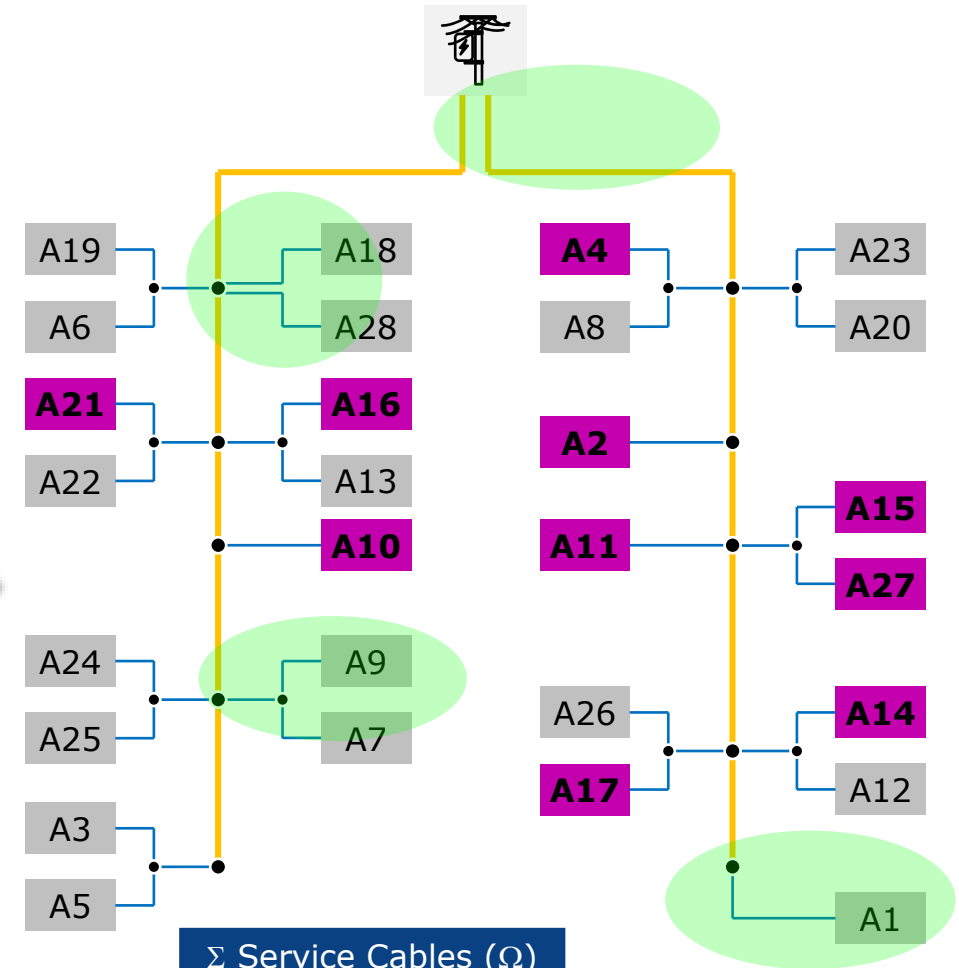 A19
A18
A4
A23
A6
A28
A8
A20
A21
A16
A2
A22
A13
A15
A10
A11
A27
A24
A9
A26
A14
A25
A7
A17
A12
A3
A5
A1
Σ Service Cables (Ω)